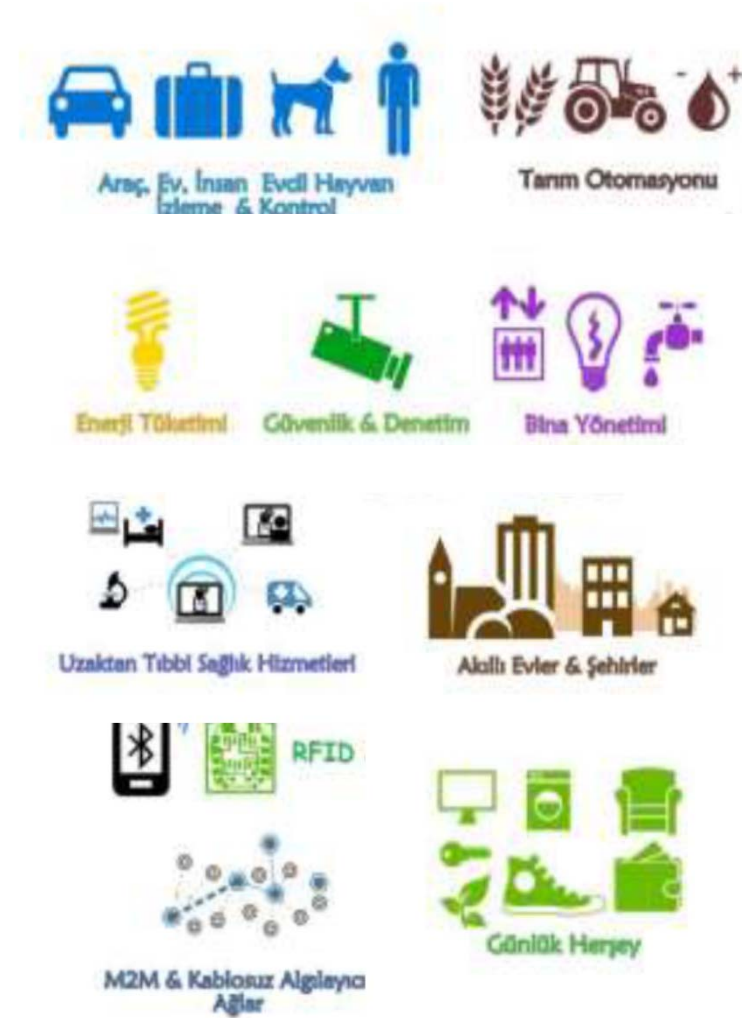 Araç, Ev, İnsan Evcil Hayvan
İzleme & Kontrol
Tarım Otomasyonu
Enerji Tüketimi
Güvenlik & Denetim
Bina Yönetimi
Uzaktan Tıbbi Sağlık Hizmetleri
Akıllı Evler & Şehirler
RFID
M2M & Kablosuz Algılayıcı
Ağlar
Günlük Herşey